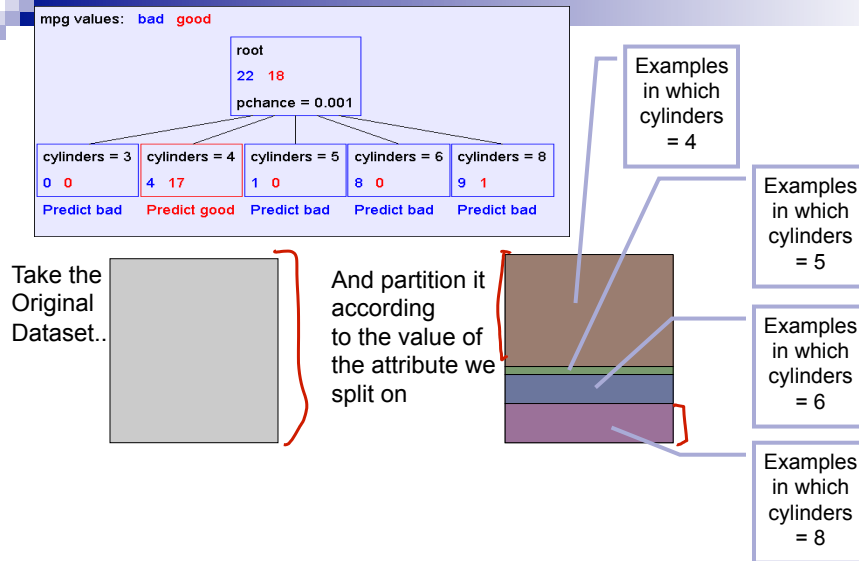 mpg values: bad good
root
22 18
pchance = 0.001
cylinders = 3
0 0
Predict bad
cylinders = 4
4 17
Predict good
cylinders = 5
1 0
Predict bad
cylinders = 6
8 0
Predict bad
cylinders = 8
9 1
Predict bad
Take the
Original
Dataset..
And partition it
according
to the value of
the attribute we
split on
Examples
in which
cylinders
= 4
Examples
in which
cylinders
= 5
Examples
in which
cylinders
= 6
Examples
in which
cylinders
= 8